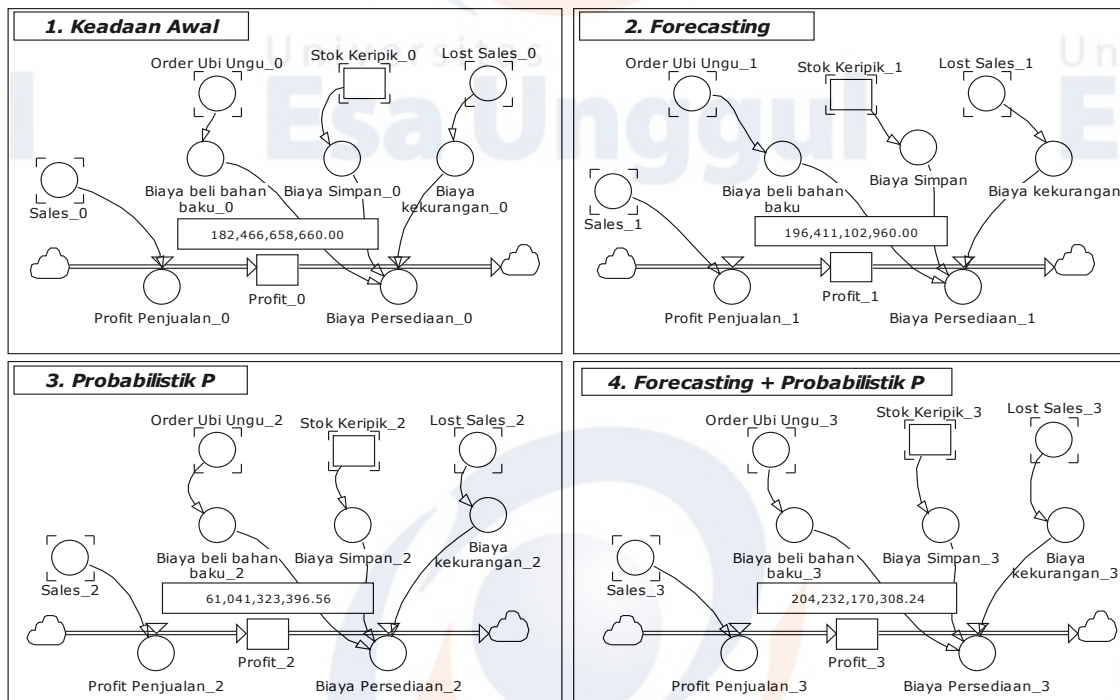 1. Keadaan Awal
Order Ubi Ungu_0
Stok Keripik_0
Lost Sales_0
Sales_0
Biaya beli bahan
baku_0
Biaya Simpan_0
Biaya
kekurangan_0
182,466,658,660.00
Profit_0
Profit Penjualan_0
Biaya Persediaan_0
2. Forecasting
Order Ubi Ungu_1
Stok Keripik_1
Lost Sales_1
Sales_1
Biaya beli bahan
baku
Biaya Simpan
Biaya kekurangan
196,411,102,960.00
Profit_1
Profit Penjualan_1
Biaya Persediaan_1
3. Probabilistik P
Order Ubi Ungu_2
Stok Keripik_2
Lost Sales_2
Sales_2
Biaya beli bahan
baku_2
Biaya Simpan_2
Biaya
kekurangan_2
61,041,323,396.56
Profit_2
Profit Penjualan_2
Biaya Persediaan_2
4. Forecasting + Probabilistik P
Order Ubi Ungu_3
Stok Keripik_3
Lost Sales_3
Sales_3
Biaya beli bahan
baku_3
Biaya Simpan_3
Biaya
kekurangan_3
204,232,170,308.24
Profit_3
Profit Penjualan_3
Biaya Persediaan_3
Universitas
Esa Unggul